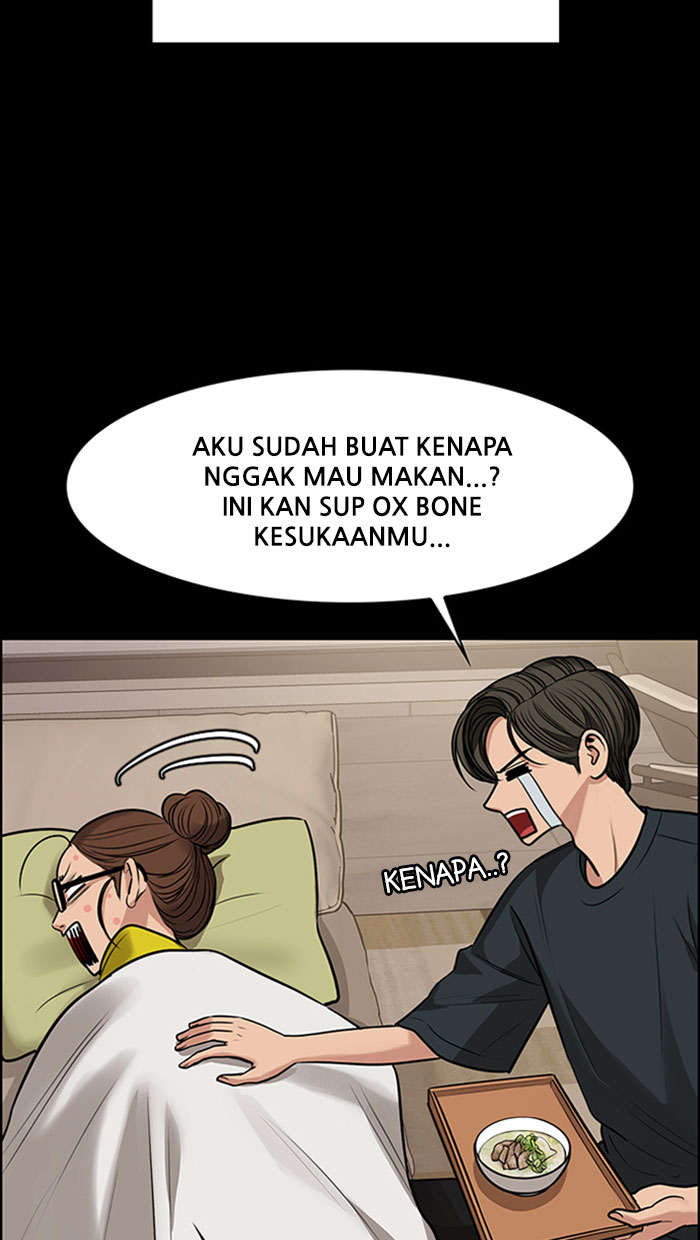 AKU SUDAH BUAT KENAPA
NGGAK MAU MAKAN...?
INI KAN SUP OX BONE
KESUKAANMU...
KENAPA..?